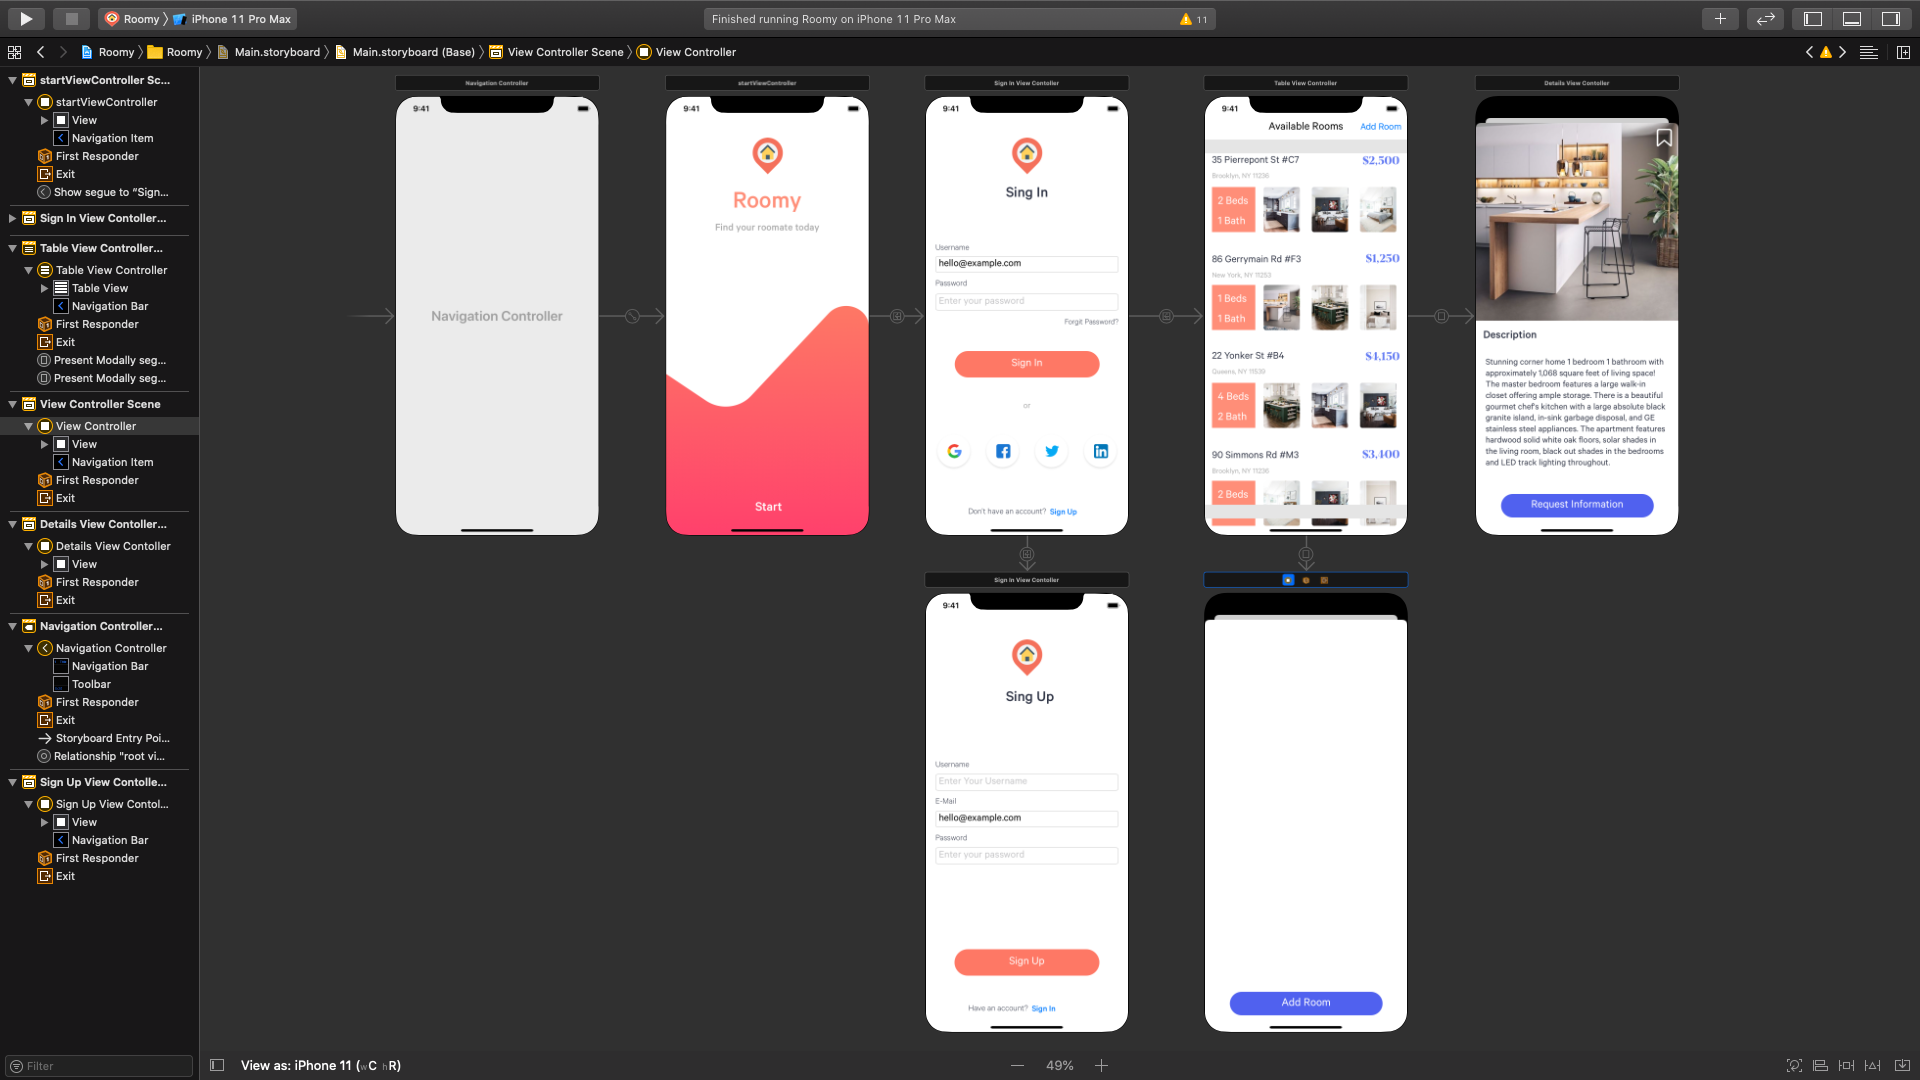 Roomy
iPhone 11 Pro Max
Finished running Roomy on iPhone 11 Pro Max
11
Roomy
Roomy
Main.storyboard
Main.storyboard (Base)
View Controller Scene
View Controller
startViewController Sc...
startViewController
View
Navigation Item
First Responder
Exit
Show segue to “Sign...
Sign In View Contoller...
Table View Controller...
Table View Controller
Table View
Navigation Bar
First Responder
Exit
Present Modally seg...
Present Modally seg...
View Controller Scene
View Controller
View
Navigation Item
First Responder
Exit
Details View Contoller...
Details View Contoller
View
First Responder
Exit
Navigation Controller...
Navigation Controller
Navigation Bar
Toolbar
First Responder
Exit
Storyboard Entry Poi...
Relationship "root vi...
Sign Up View Contolle...
Sign Up View Contol...
View
Navigation Bar
First Responder
Exit
Filter
Navigation Controller
9:41
Navigation Controller
startViewController
9:41
Roomy
Find your roomate today
Start
Sign In View Contoller
9:41
Sing In
Username
hello@example.com
Password
Enter your password
Forgit Password?
Sign In
or
Don't have an account? Sign Up
Table View Controller
9:41
Available Rooms
Add Room
35 Pierrepont St #C7
$2,500
Brooklyn, NY 11236
2 Beds
1 Bath
86 Gerrymain Rd #F3
$1,250
New York, NY 11253
1 Beds
1 Bath
22 Yonker St #B4
$4,150
Queens, NY 11539
4 Beds
2 Bath
90 Simmons Rd #M3
$3,400
Brooklyn, NY 11236
2 Beds
Details View Contoller
Description
Stunning corner home 1 bedroom 1 bathroom with
approximately 1,068 square feet of living space!
The master bedroom features a large walk-in
closet offering ample storage. There is a beautiful
gourmet chef's kitchen with a large absolute black
granite island, in-sink garbage disposal, and GE
stainless steel appliances. The apartment features
hardwood solid white oak floors, solar shades in
the living room, black out shades in the bedrooms
and LED track lighting throughout.
Request Information
Sign In View Contoller
9:41
Sing Up
Username
Enter Your Username
E-Mail
hello@example.com
Password
Enter your password
Sign Up
Have an account? Sign In
Add Room
View as: iPhone 11 (wC hR)
49%